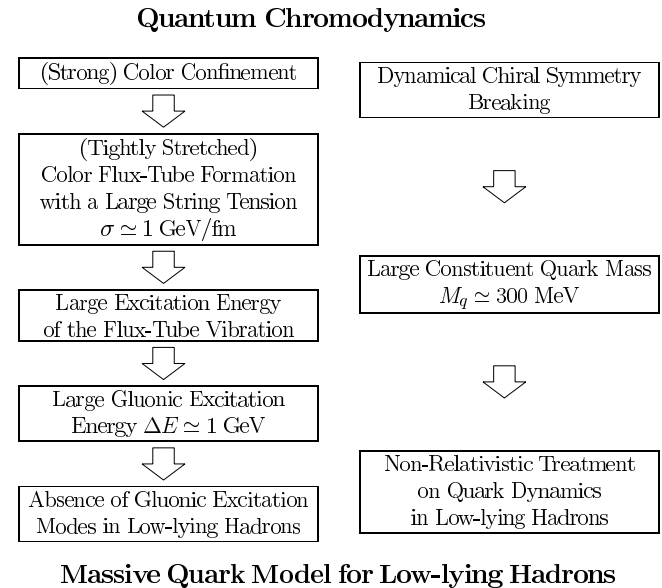 Quantum Chromodynamics
(Strong) Color Confinement
(Tightly Stretched)
Color Flux-Tube Formation
with a Large String Tension
σ ≃ 1 GeV/fm
Large Excitation Energy
of the Flux-Tube Vibration
Large Gluonic Excitation
Energy ΔE ≃ 1 GeV
Absence of Gluonic Excitation
Modes in Low-lying Hadrons
Dynamical Chiral Symmetry
Breaking
Large Constituent Quark Mass
M_q ≃ 300 MeV
Non-Relativistic Treatment
on Quark Dynamics
in Low-lying Hadrons
Massive Quark Model for Low-lying Hadrons